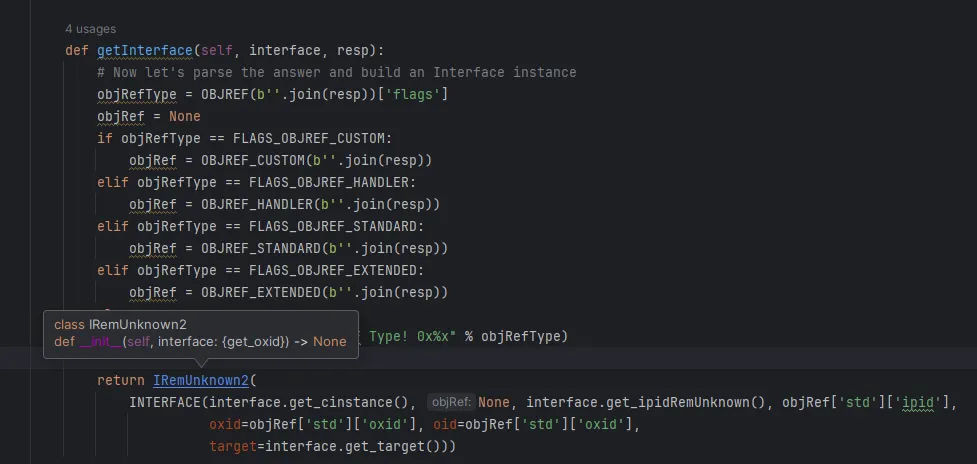 4 usages
def getInterface(self, interface, resp):
# Now let's parse the answer and build an Interface instance
objRefType = OBJREF(b''.join(resp))['flags']
objRef = None
if objRefType == FLAGS_OBJREF_CUSTOM:
objRef = OBJREF_CUSTOM(b''.join(resp))
elif objRefType == FLAGS_OBJREF_HANDLER:
objRef = OBJREF_HANDLER(b''.join(resp))
elif objRefType == FLAGS_OBJREF_STANDARD:
objRef = OBJREF_STANDARD(b''.join(resp))
elif objRefType == FLAGS_OBJREF_EXTENDED:
objRef = OBJREF_EXTENDED(b''.join(resp))
class IRemUnknown2
def __init__(self, interface: {get_oxid}) -> None
Type! 0x%x" % objRefType)
return IRemUnknown2(
INTERFACE(interface.get_cinstance(), objRef: None, interface.get_ipidRemUnknown(), objRef['std']['ipid'],
oxid=objRef['std']['oxid'], oid=objRef['std']['oxid'],
target=interface.get_target()))